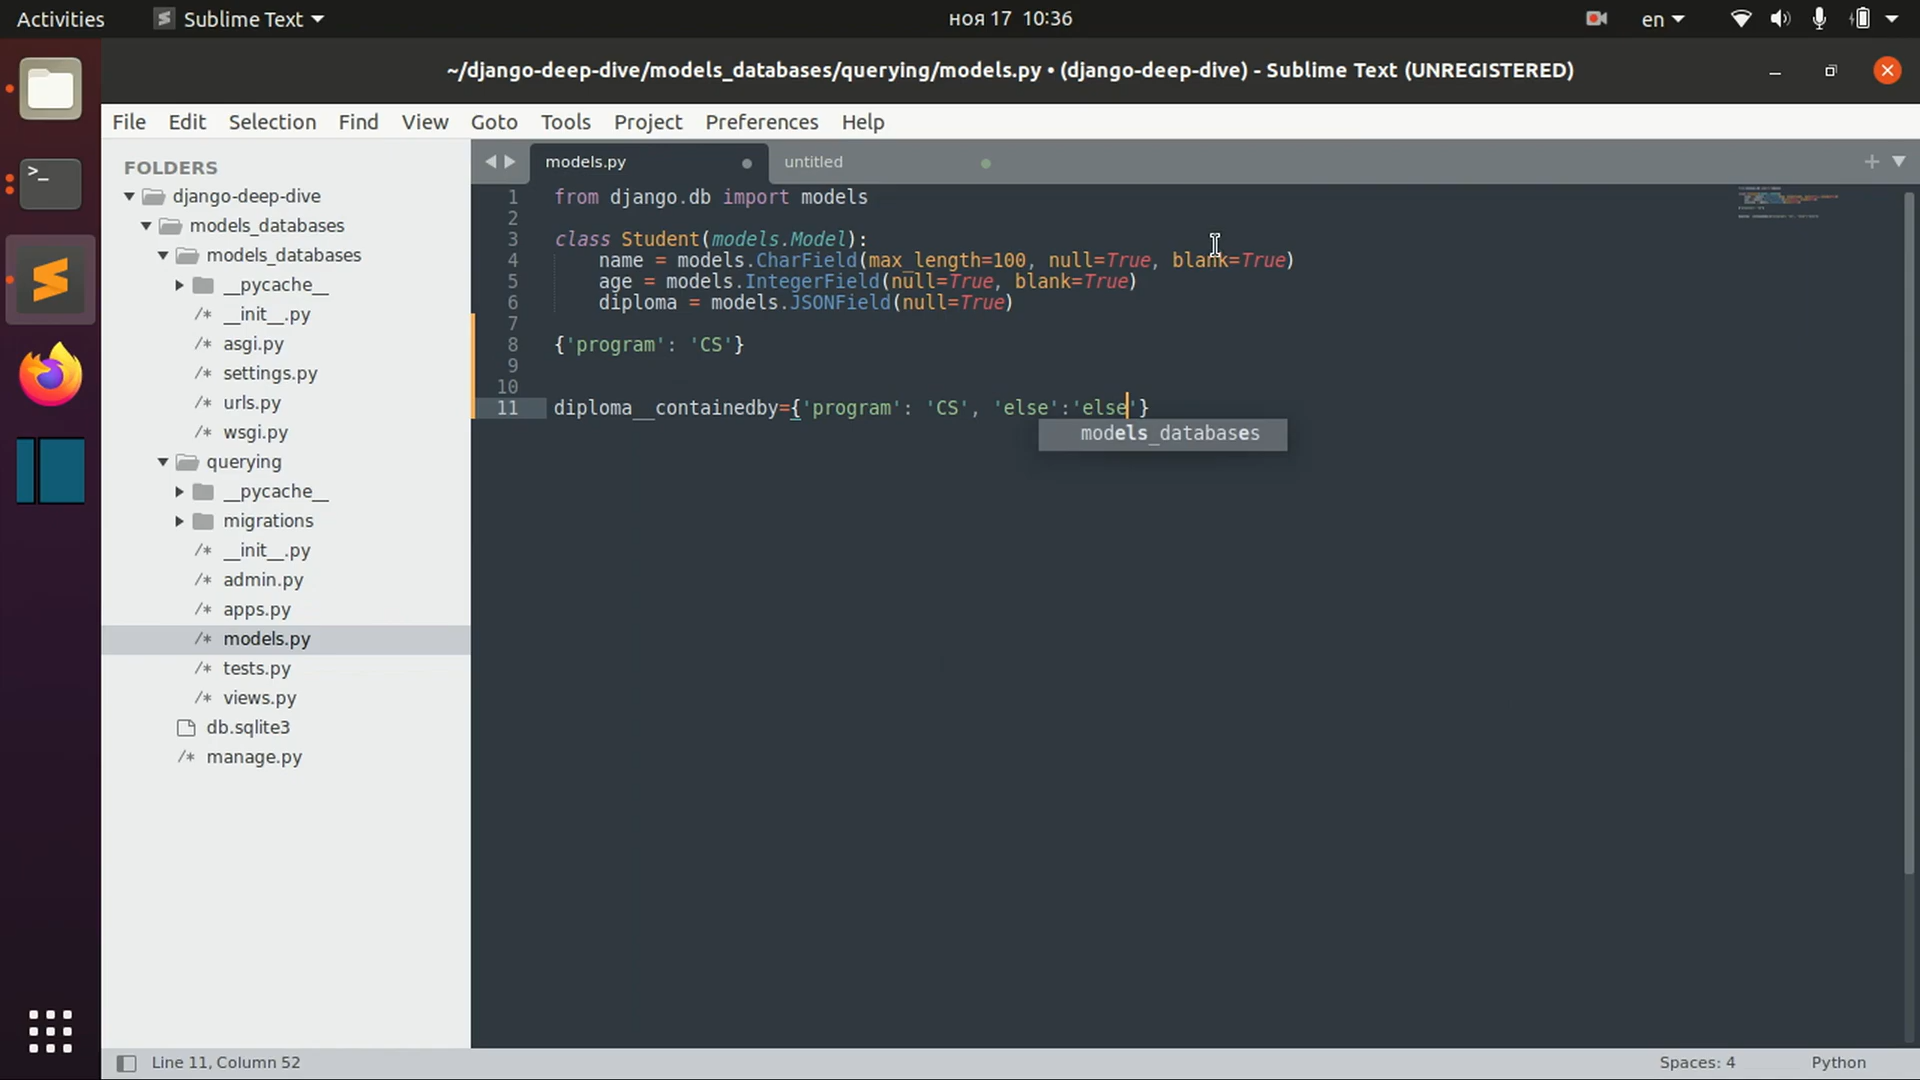 Activities Sublime Text ноя 17 10:36 en
~/django-deep-dive/models_databases/querying/models.py • (django-deep-dive) - Sublime Text (UNREGISTERED)
File Edit Selection Find View Goto Tools Project Preferences Help
FOLDERS
django-deep-dive
models_databases
models_databases
__pycache__
/* __init__.py
/* asgi.py
/* settings.py
/* urls.py
/* wsgi.py
querying
__pycache__
migrations
/* __init__.py
/* admin.py
/* apps.py
/* models.py
/* tests.py
/* views.py
db.sqlite3
/* manage.py
models.py untitled
1 from django.db import models
2
3 class Student(models.Model):
4 name = models.CharField(max_length=100, null=True, blank=True)
5 age = models.IntegerField(null=True, blank=True)
6 diploma = models.JSONField(null=True)
7
8 {'program': 'CS'}
9
10
11 diploma__containedby={'program': 'CS', 'else':'else'}
models_databases
Line 11, Column 52 Spaces: 4 Python